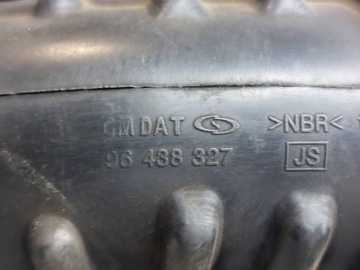 GM DAT >NBR<
96 438 327 JS